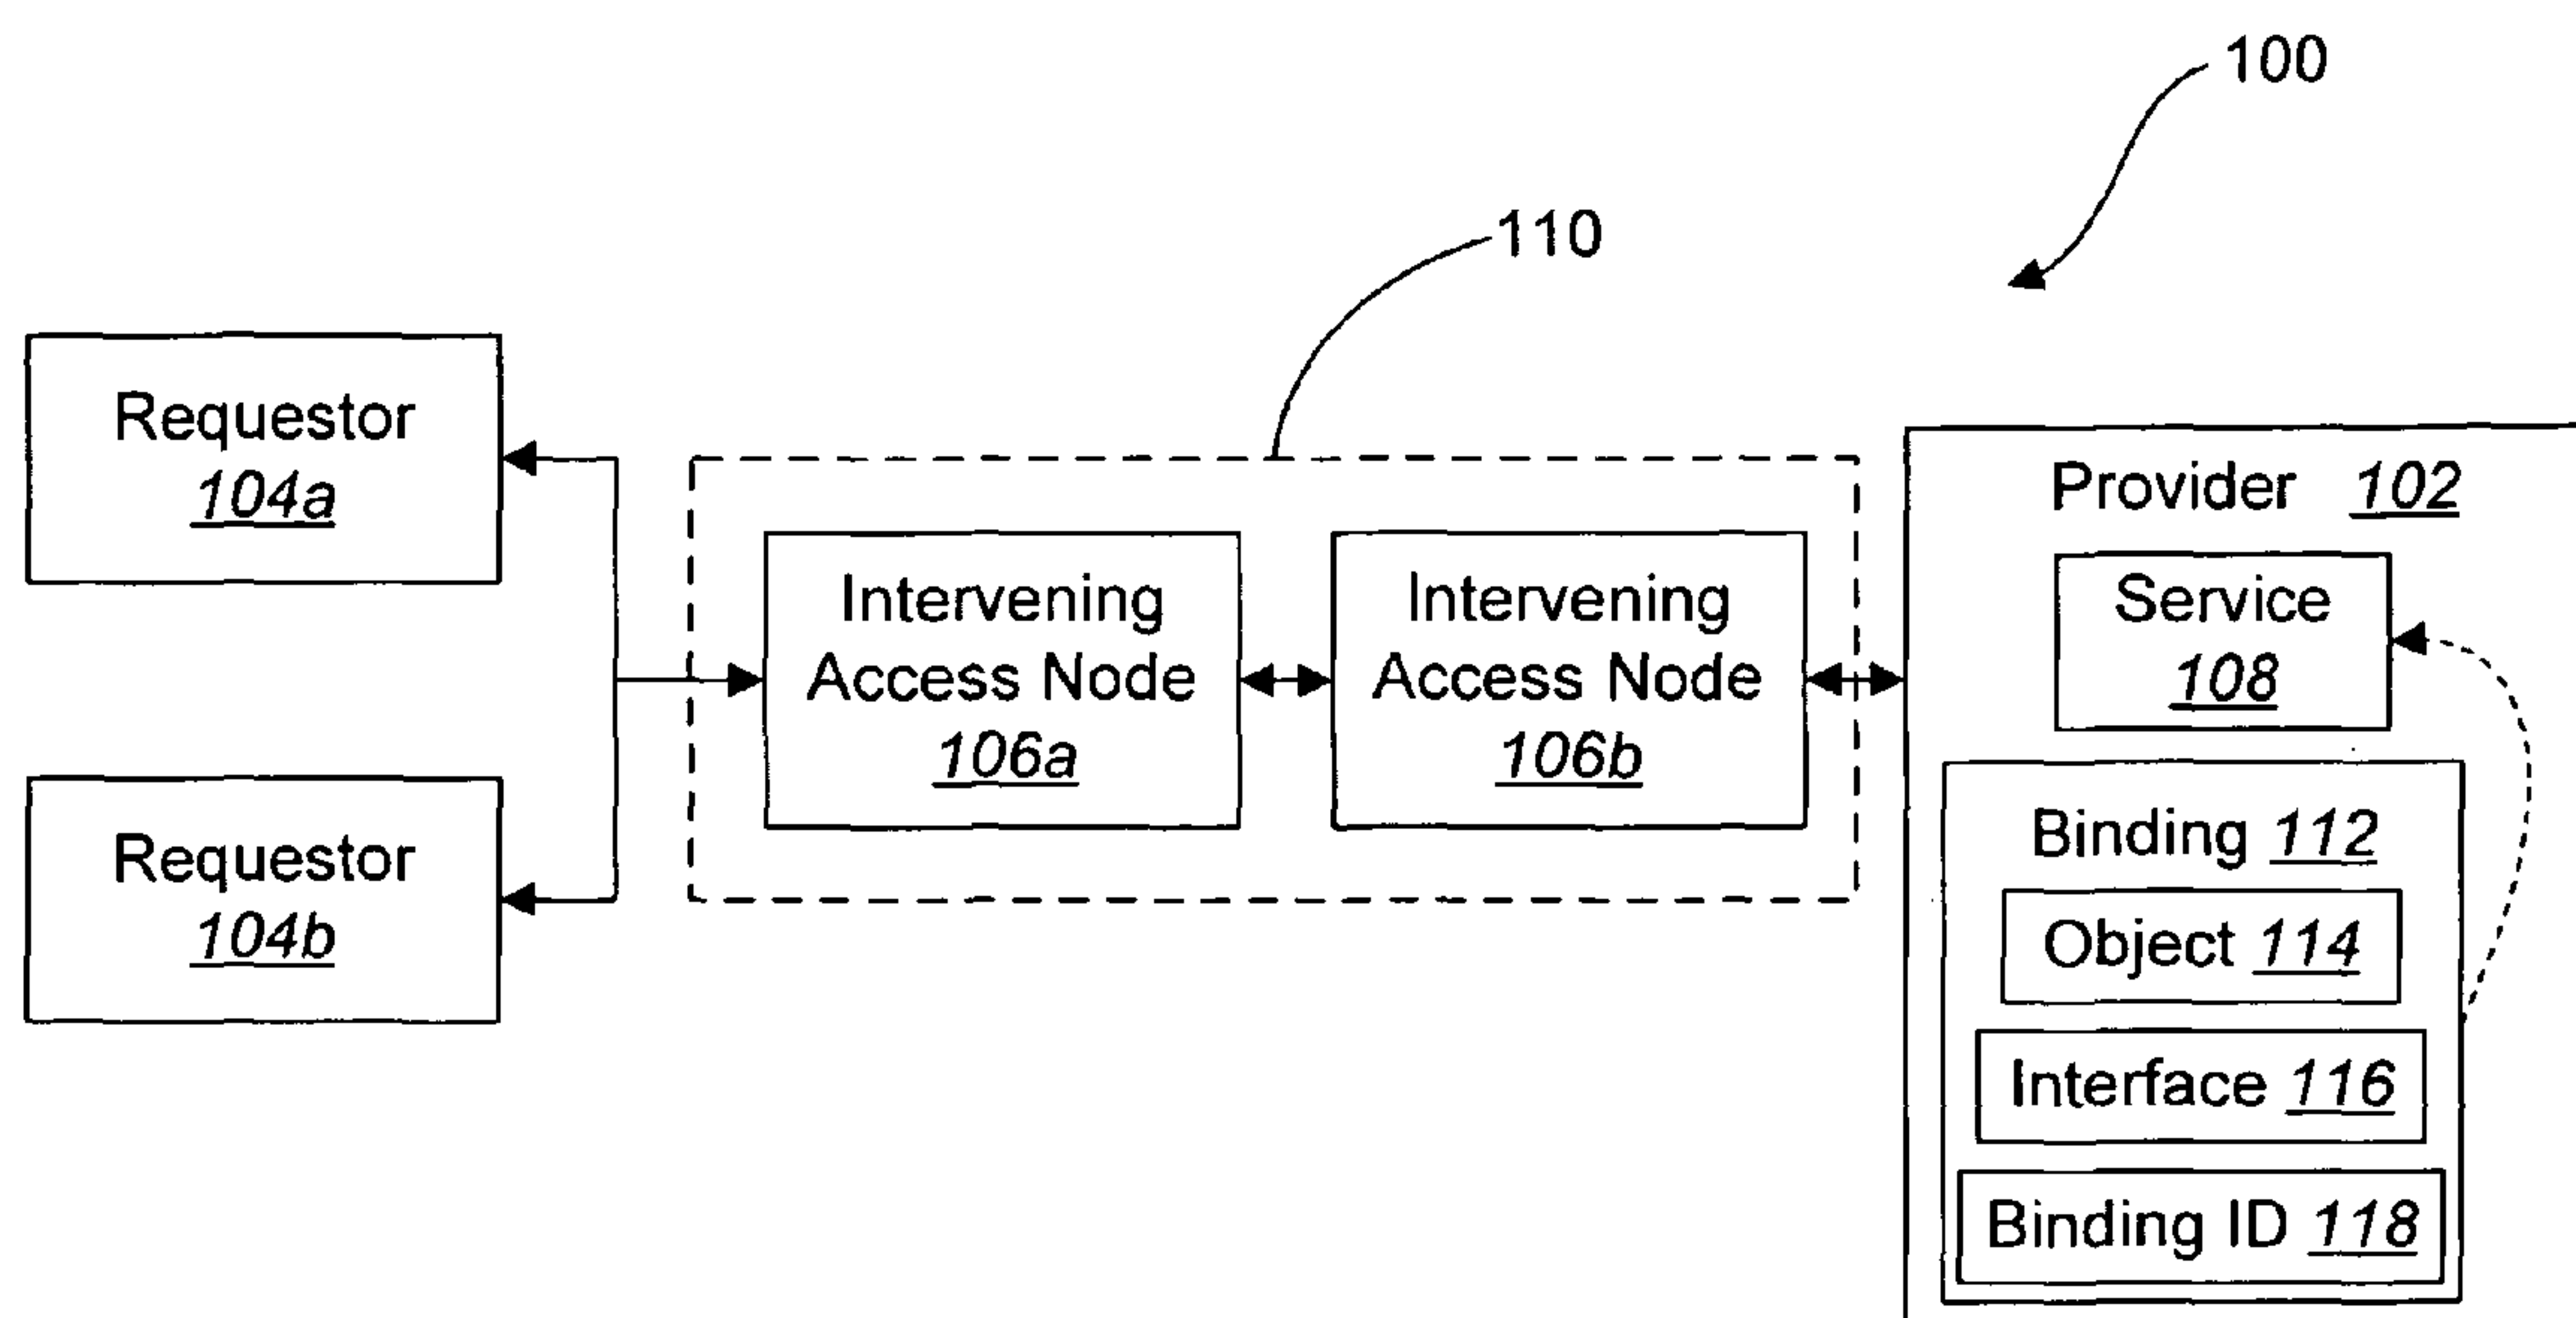 100
110
Requestor
104a
Requestor
104b
Intervening
Access Node
106a
Intervening
Access Node
106b
Provider 102
Service
108
Binding 112
Object 114
Interface 116
Binding ID 118